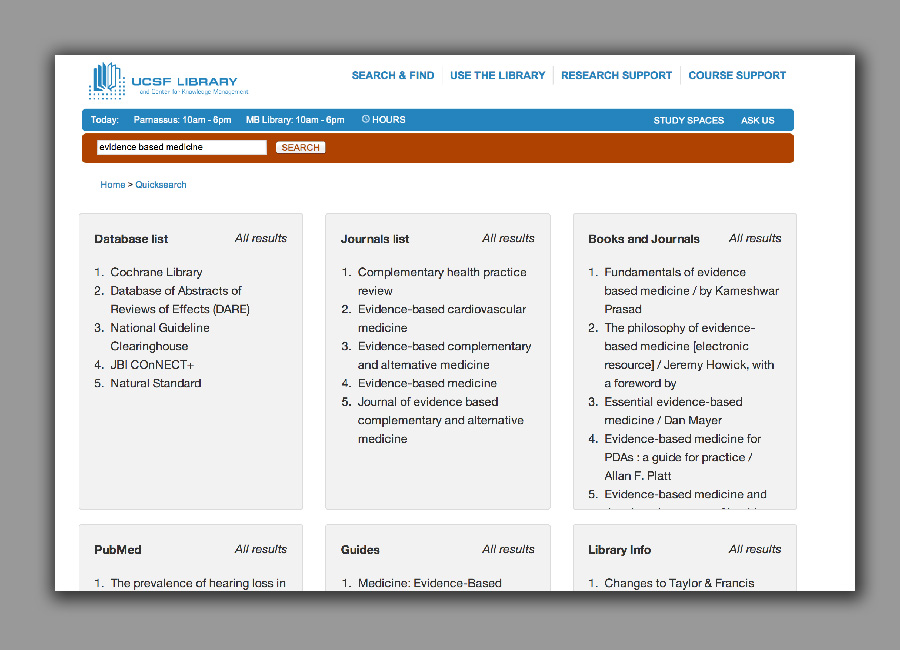 UCSF LIBRARY
and Center for Knowledge Management
SEARCH & FIND USE THE LIBRARY RESEARCH SUPPORT COURSE SUPPORT
Today: Parnassus: 10am - 6pm MB Library: 10am - 6pm HOURS STUDY SPACES ASK US
evidence based medicine SEARCH
Home > Quicksearch
Database list All results
1. Cochrane Library
2. Database of Abstracts of
Reviews of Effects (DARE)
3. National Guideline
Clearinghouse
4. JBI COnNECT+
5. Natural Standard
Journals list All results
1. Complementary health practice
review
2. Evidence-based cardiovascular
medicine
3. Evidence-based complementary
and alternative medicine
4. Evidence-based medicine
5. Journal of evidence based
complementary and alternative
medicine
Books and Journals All results
1. Fundamentals of evidence
based medicine / by Kameshwar
Prasad
2. The philosophy of evidence-
based medicine [electronic
resource] / Jeremy Howick, with
a foreword by
3. Essential evidence-based
medicine / Dan Mayer
4. Evidence-based medicine for
PDAs : a guide for practice /
Allan F. Platt
5. Evidence-based medicine and
PubMed All results
1. The prevalence of hearing loss in
Guides All results
1. Medicine: Evidence-Based
Library Info All results
1. Changes to Taylor & Francis